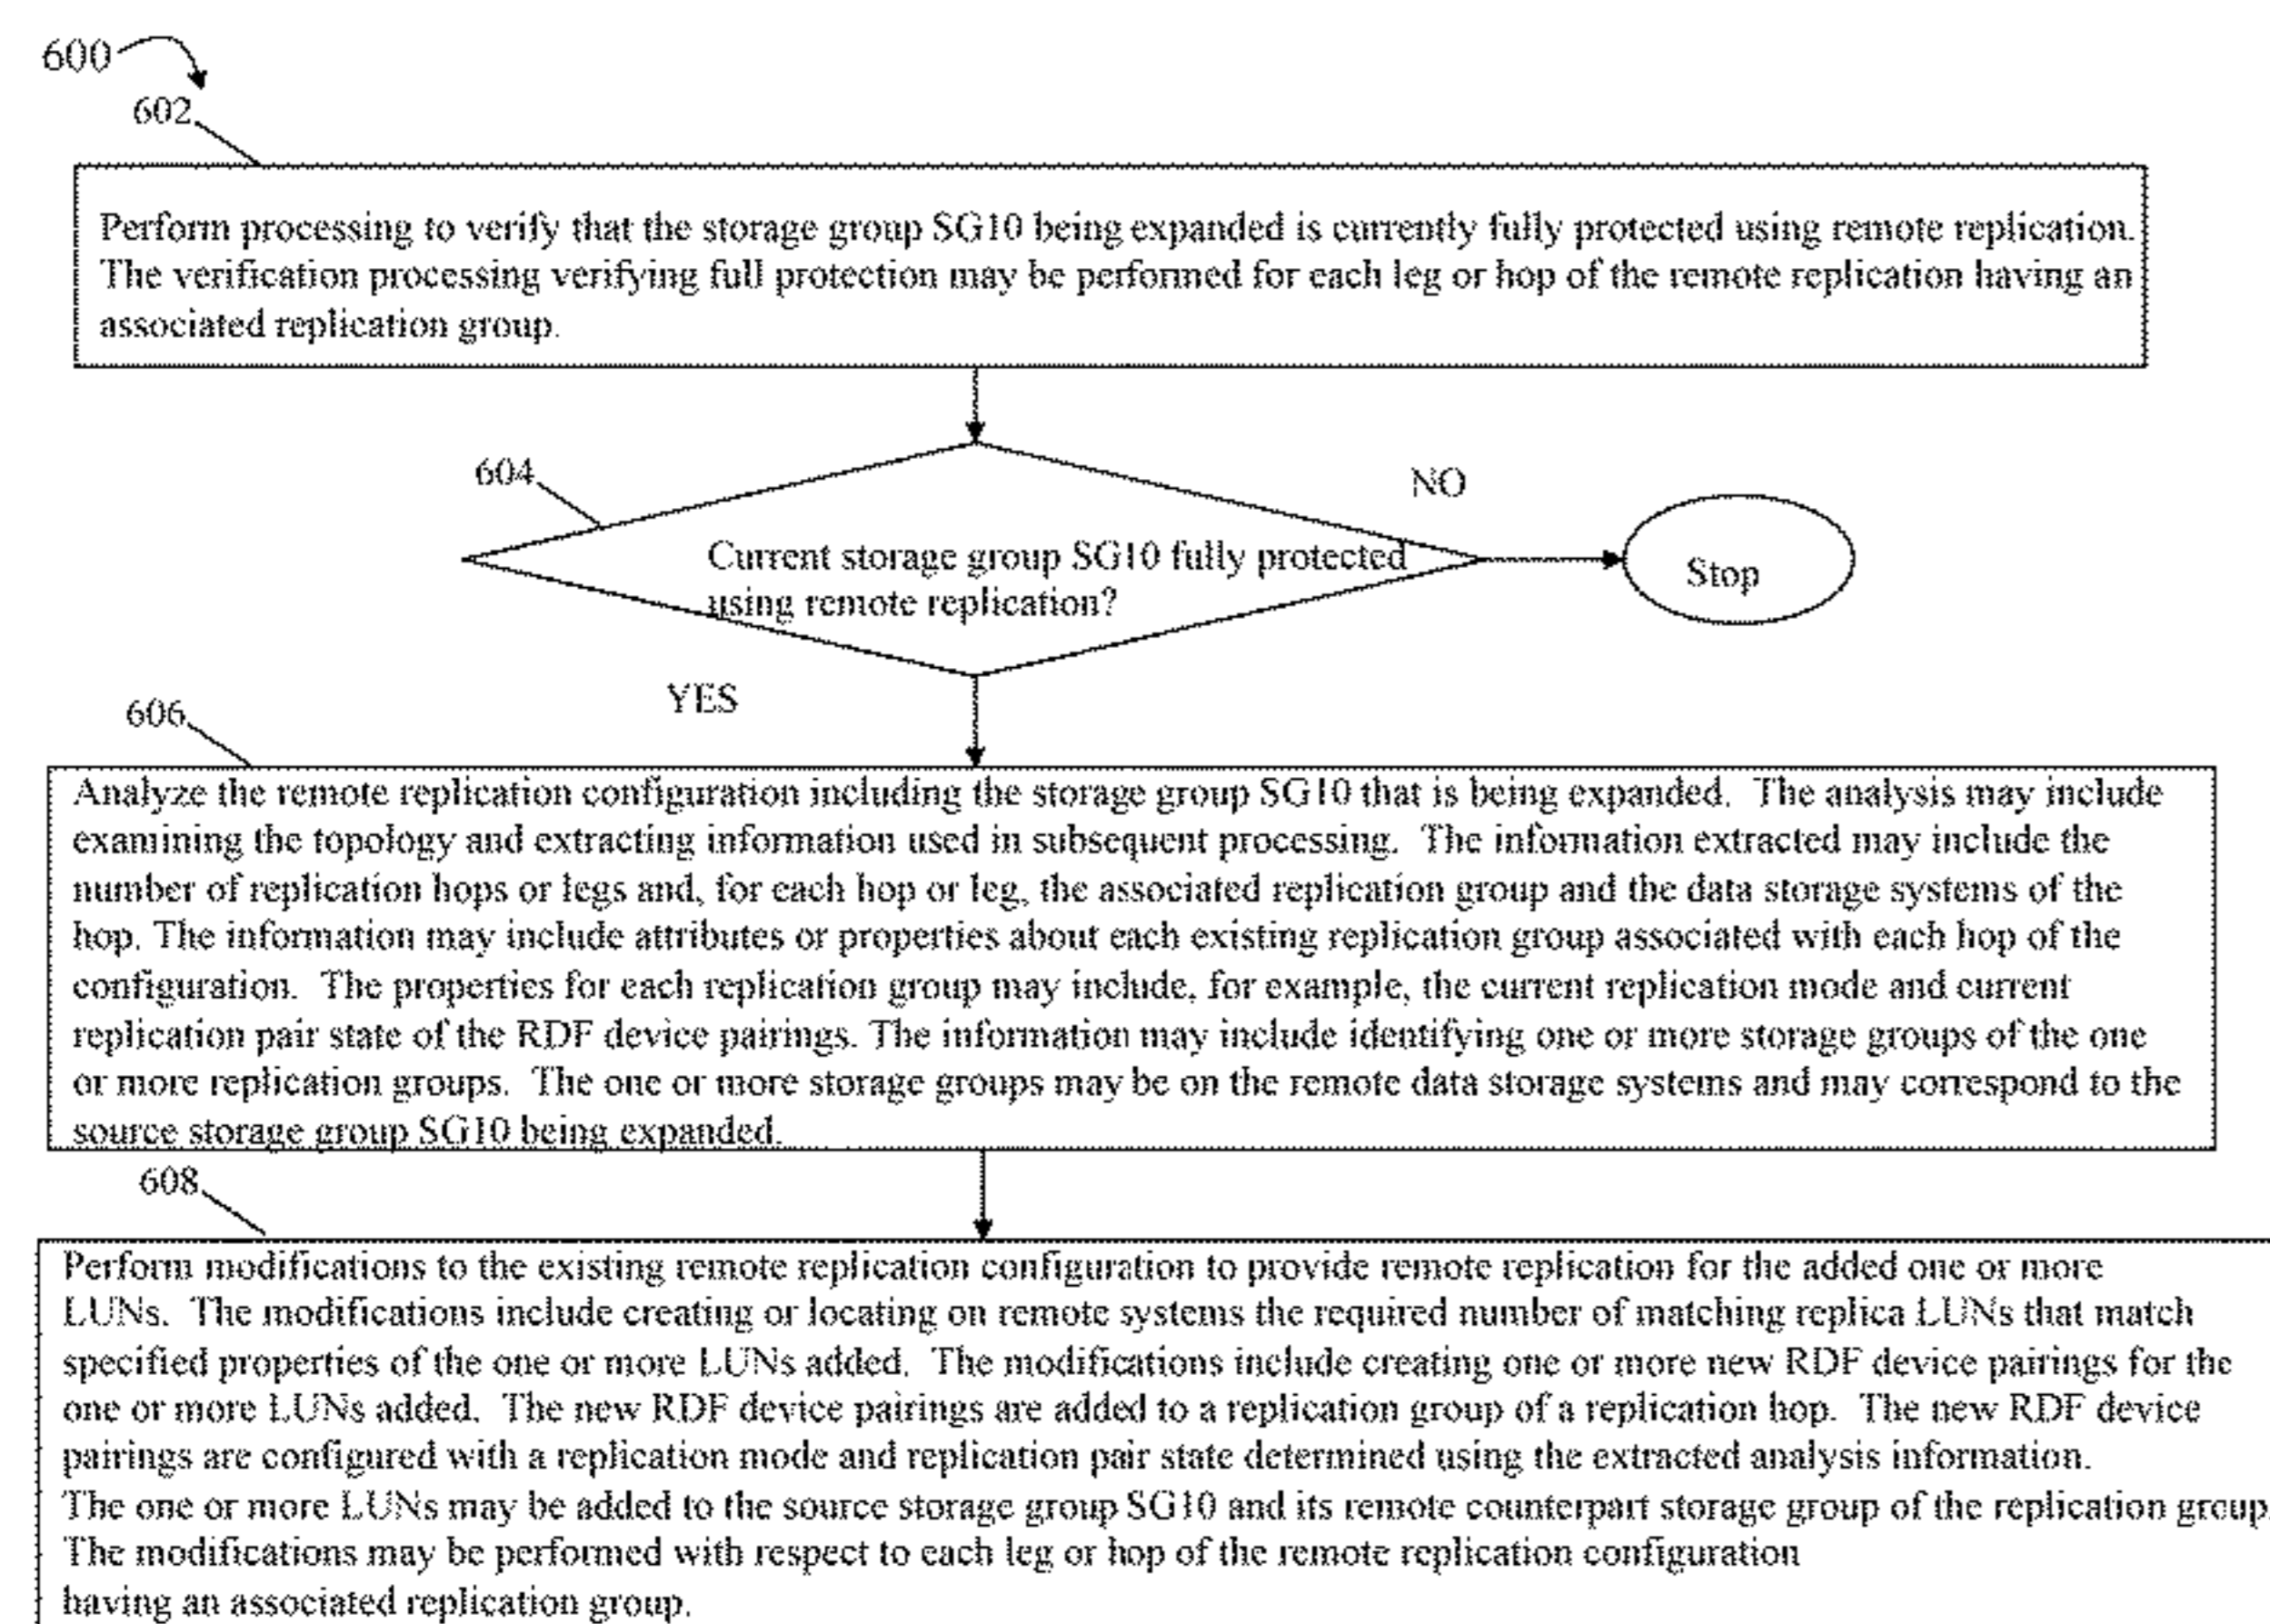 600
602
Perform processing to verify that the storage group SG10 being expanded is currently fully protected using remote replication.
The verification processing verifying full protection may be performed for each leg or hop of the remote replication having an
associated replication group.
604
NO
Current storage group SG10 fully protected
using remote replication?
Stop
YES
606
Analyze the remote replication configuration including the storage group SG10 that is being expanded. The analysis may include
examining the topology and extracting information used in subsequent processing. The information extracted may include the
number of replication hops or legs and, for each hop or leg, the associated replication group and the data storage systems of the
hop. The information may include attributes or properties about each existing replication group associated with each hop of the
configuration. The properties for each replication group may include, for example, the current replication mode and current
replication pair state of the RDF device pairings. The information may include identifying one or more storage groups of the one
or more replication groups. The one or more storage groups may be on the remote data storage systems and may correspond to the
source storage group SG10 being expanded.
608
Perform modifications to the existing remote replication configuration to provide remote replication for the added one or more
LUNs. The modifications include creating or locating on remote systems the required number of matching replica LUNs that match
specified properties of the one or more LUNs added. The modifications include creating one or more new RDF device pairings for the
one or more LUNs added. The new RDF device pairings are added to a replication group of a replication hop. The new RDF device
pairings are configured with a replication mode and replication pair state determined using the extracted analysis information.
The one or more LUNs may be added to the source storage group SG10 and its remote counterpart storage group of the replication group.
The modifications may be performed with respect to each leg or hop of the remote replication configuration
having an associated replication group.